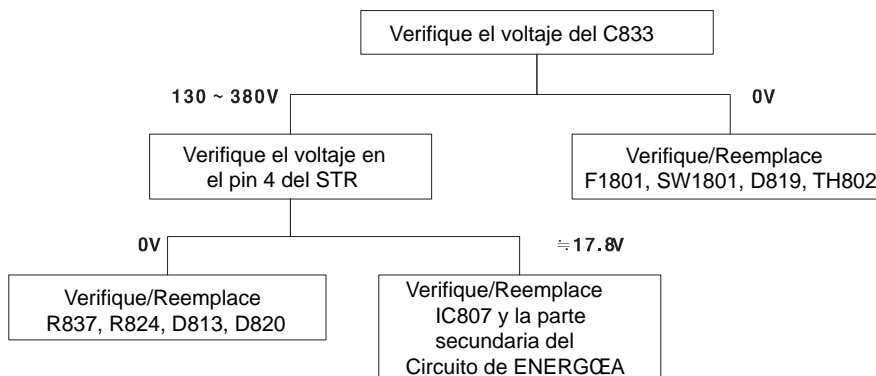 Verifique el voltaje del C833
130 ~ 380V
0V
Verifique el voltaje en
el pin 4 del STR
Verifique/Reemplace
F1801, SW1801, D819, TH802
0V
≒17.8V
Verifique/Reemplace
R837, R824, D813, D820
Verifique/Reemplace
IC807 y la parte
secundaria del
Circuito de ENERGŒA